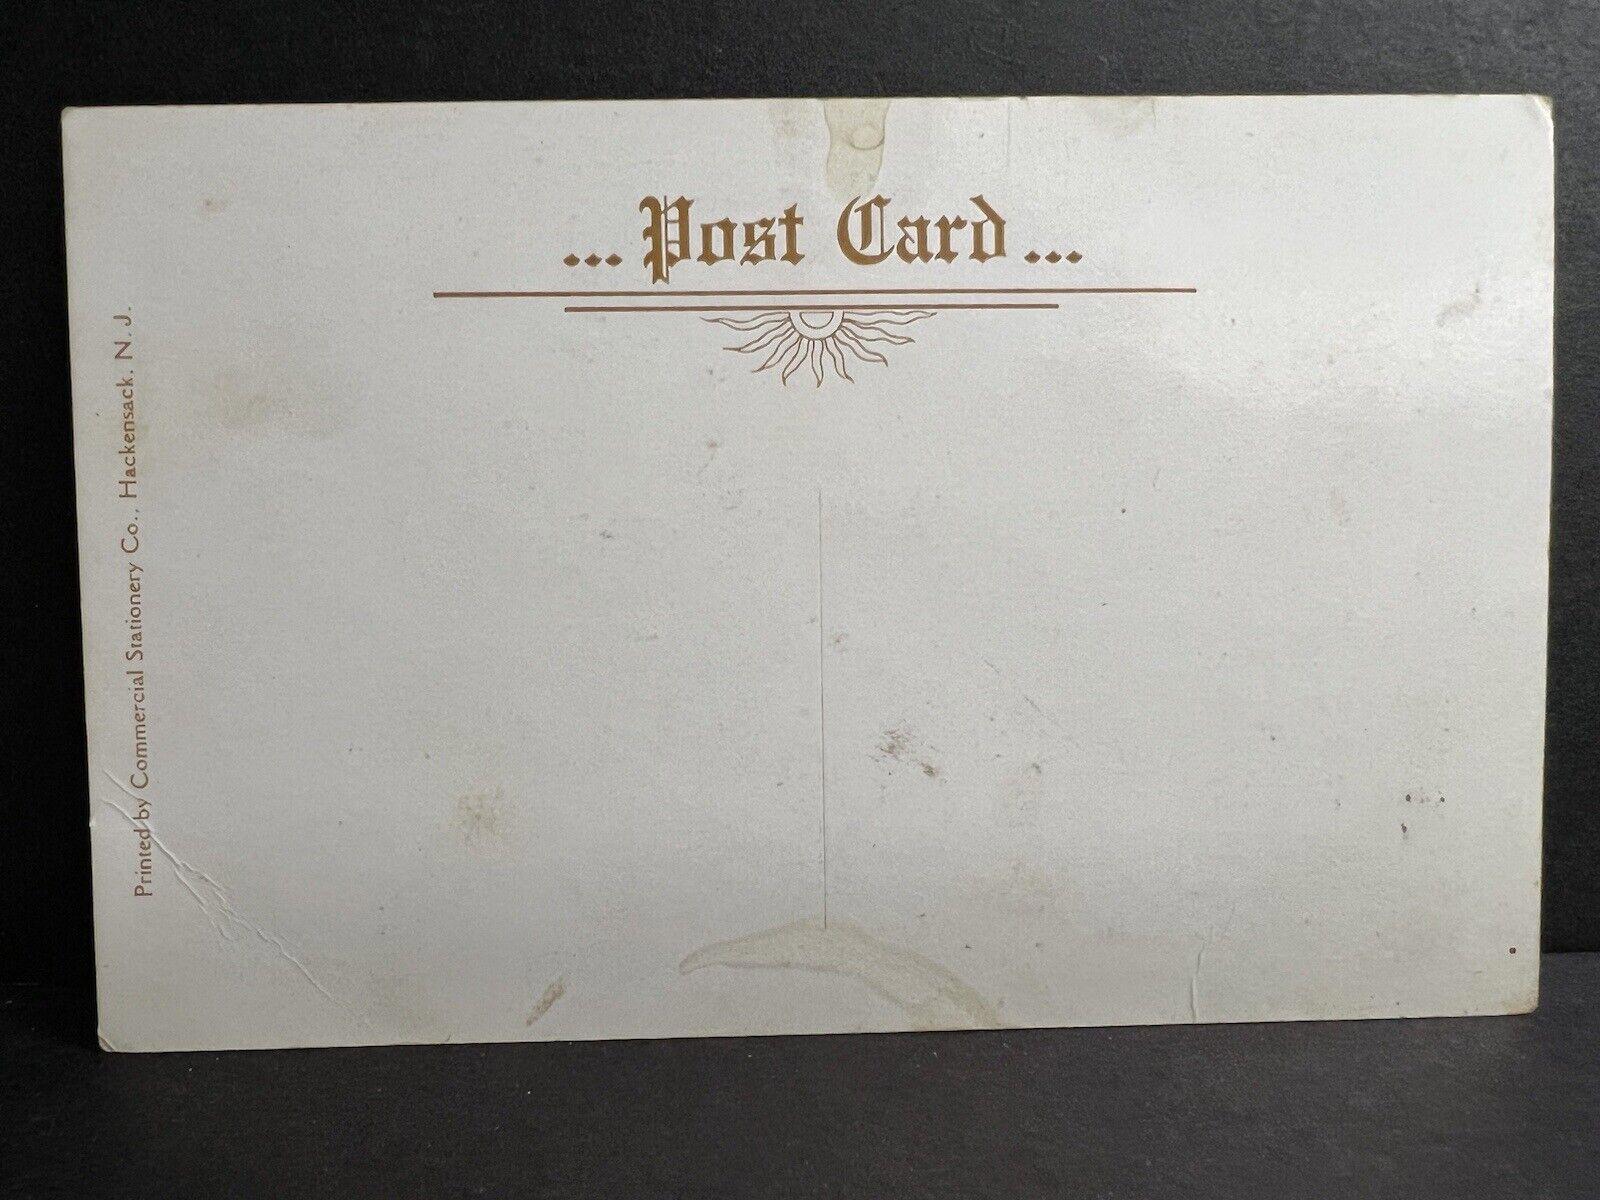 ... Post Card ...
Printed by Commercial Stationery Co., Hackensack, N. J.